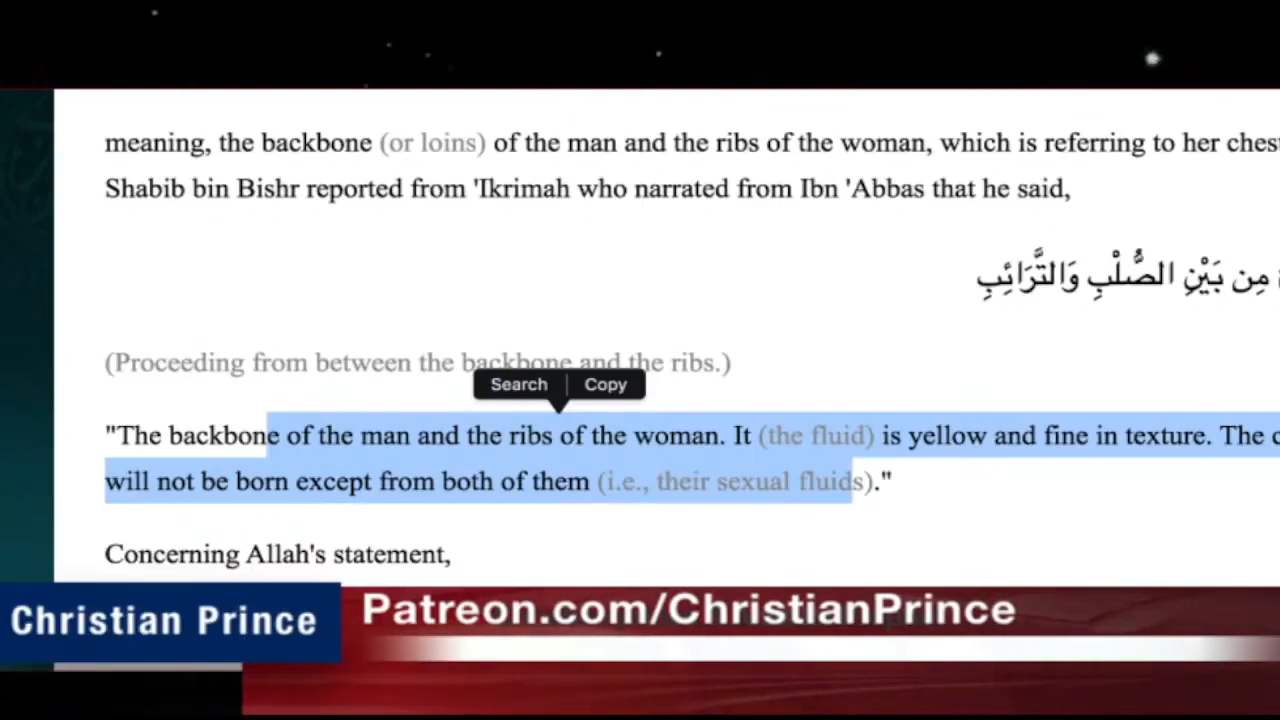 meaning, the backbone (or loins) of the man and the ribs of the woman, which is referring to her chest
Shabib bin Bishr reported from 'Ikrimah who narrated from Ibn 'Abbas that he said,
مِن بَيْنِ الصُّلْبِ وَالتَّرَائِبِ
(Proceeding from between the backbone and the ribs.)
Search Copy
"The backbone of the man and the ribs of the woman. It (the fluid) is yellow and fine in texture. The
will not be born except from both of them (i.e., their sexual fluids)."
Concerning Allah's statement,
Christian Prince
Patreon.com/ChristianPrince